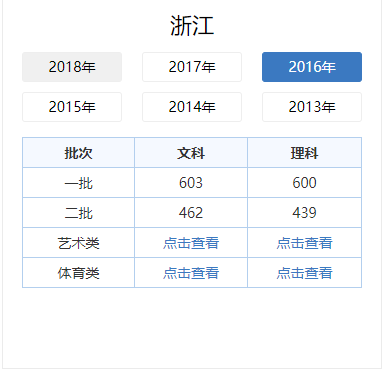 浙江
2018年 2017年 2016年
2015年 2014年 2013年
批次 文科 理科
一批 603 600
二批 462 439
艺术类 点击查看 点击查看
体育类 点击查看 点击查看